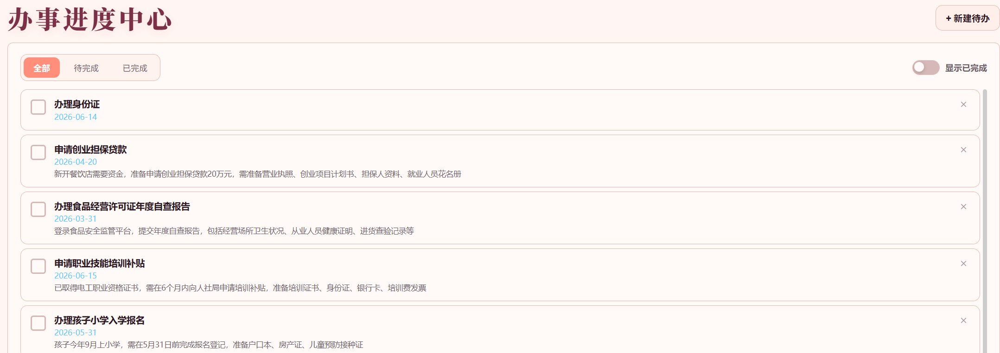 办事进度中心
+ 新建待办
全部
待完成
已完成
显示已完成
办理身份证
2026-06-14
申请创业担保贷款
2026-04-20
新开餐饮店需要资金，准备申请创业担保贷款20万元，需准备营业执照、创业项目计划书、担保人资料、就业人员花名册
办理食品经营许可证年度自查报告
2026-03-31
登录食品安全监管平台，提交年度自查报告，包括经营场所卫生状况、从业人员健康证明、进货查验记录等
申请职业技能培训补贴
2026-06-15
已取得电工职业资格证书，需在6个月内向人社局申请培训补贴，准备培训证书、身份证、银行卡、培训费发票
办理孩子小学入学报名
2026-05-31
孩子今年9月上小学，需在5月31日前完成报名登记，准备户口本、房产证、儿童预防接种证